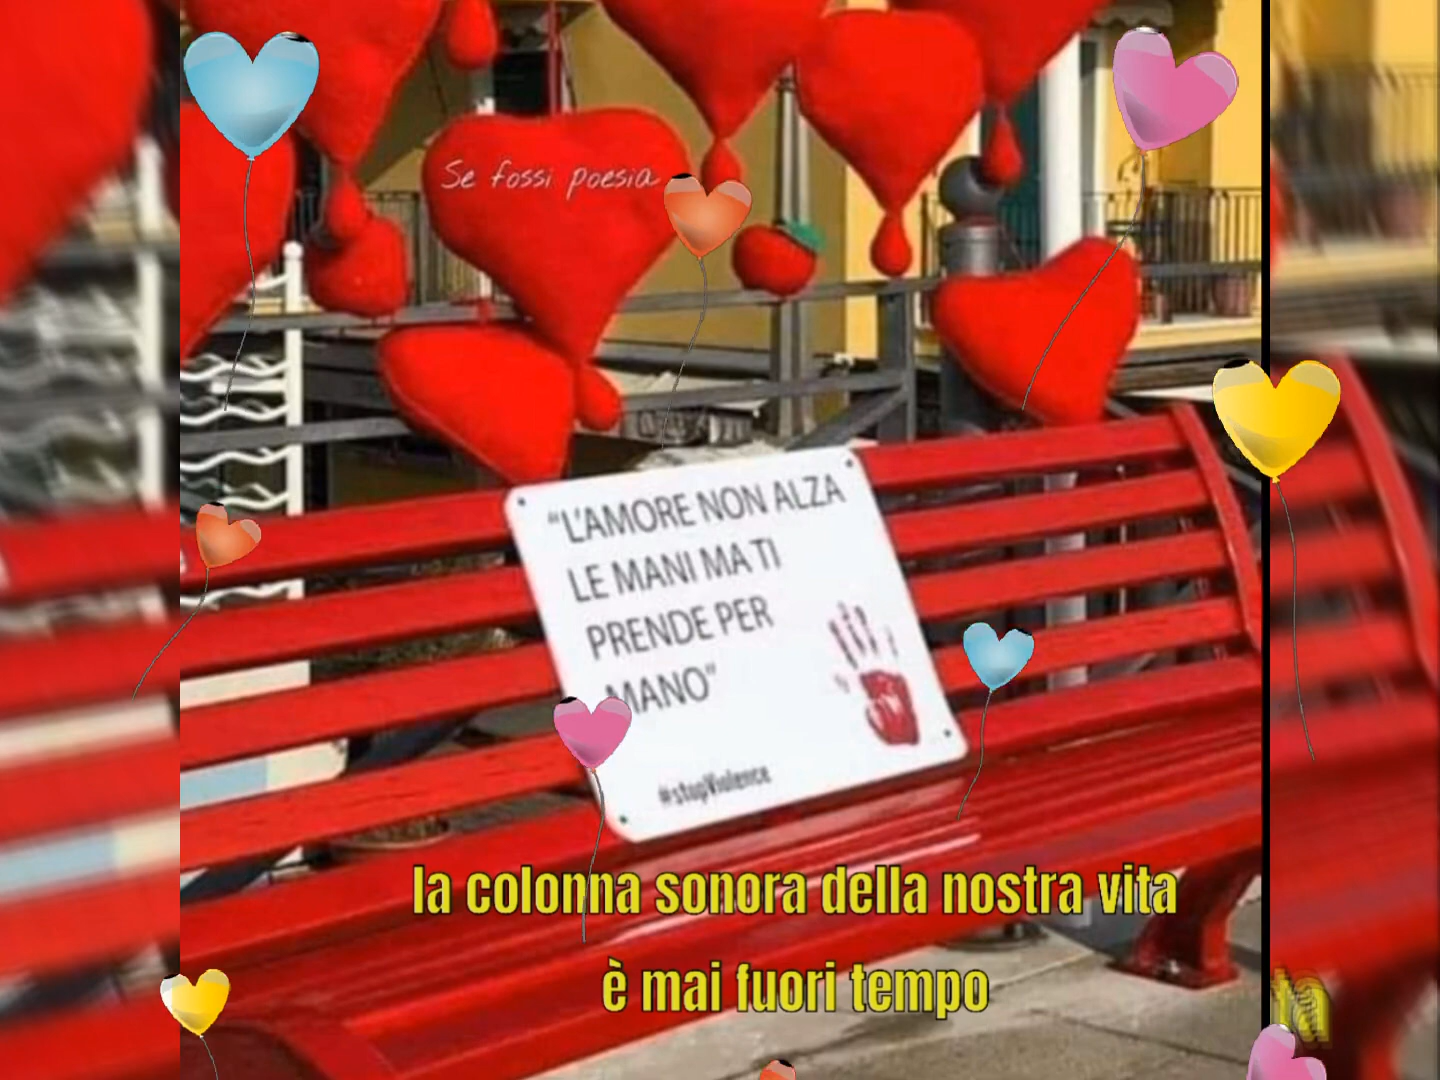 Se fossi poesia
"L'AMORE NON ALZA
LE MANI MA TI
PRENDE PER
MANO"
#stopViolence
la colonna sonora della nostra vita
è mai fuori tempo
ta